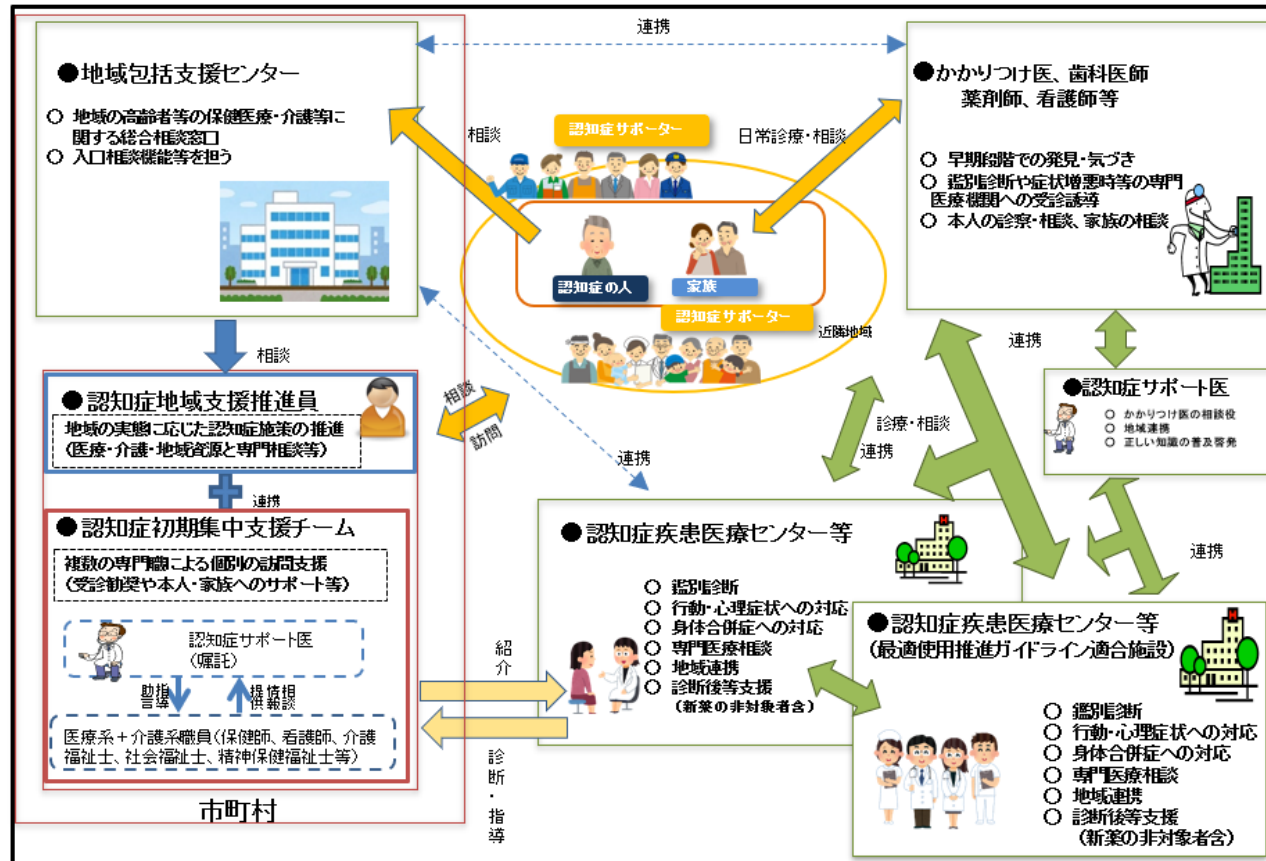 連携
●地域包括支援センター
○ 地域の高齢者等の保健医療・介護等に
関する総合相談窓口
○ 入口相談機能等を担う
相談
認知症サポーター
日常診療・相談
●かかりつけ医、歯科医師
薬剤師、看護師等
○ 早期段階での発見・気づき
○ 鑑別診断や症状増悪時等の専門
医療機関への受診誘導
○ 本人の診察・相談、家族の相談
認知症の人
家族
認知症サポーター
近隣地域
相談
連携
●認知症地域支援推進員
地域の実態に応じた認知症施策の推進
(医療・介護・地域資源と専門相談等)
相談
訪問
連携
診療・相談
連携
●認知症サポート医
○ かかりつけ医の相談役
○ 地域連携
○ 正しい知識の普及啓発
連携
●認知症初期集中支援チーム
複数の専門職による個別の訪問支援
(受診勧奨や本人・家族へのサポート等)
認知症サポート医
(嘱託)
指導
助言
相談
情報
提供
医療系+介護系職員(保健師、看護師、介護
福祉士、社会福祉士、精神保健福祉士等)
市町村
紹介
診断・指導
●認知症疾患医療センター等
○ 鑑別診断
○ 行動・心理症状への対応
○ 身体合併症への対応
○ 専門医療相談
○ 地域連携
○ 診断後等支援
(新薬の非対象者含)
連携
●認知症疾患医療センター等
(最適使用推進ガイドライン適合施設)
○ 鑑別診断
○ 行動・心理症状への対応
○ 身体合併症への対応
○ 専門医療相談
○ 地域連携
○ 診断後等支援
(新薬の非対象者含)